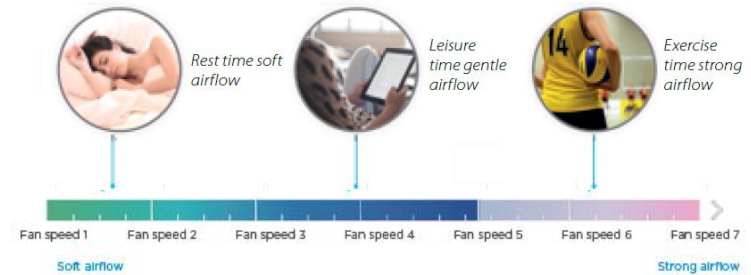 Rest time soft
airflow
Leisure
time gentle
airflow
14
Exercise
time strong
airflow
Fan speed 1 Fan speed 2 Fan speed 3 Fan speed 4 Fan speed 5 Fan speed 6 Fan speed 7
Soft airflow Strong airflow